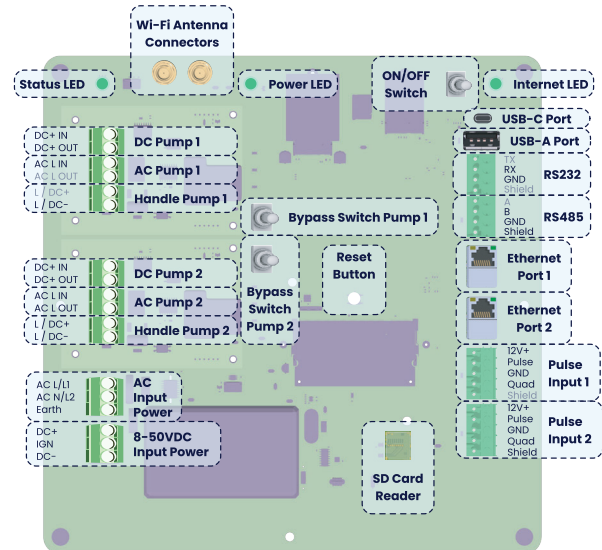 Wi-Fi Antenna
Connectors
Status LED
Power LED
ON/OFF
Switch
Internet LED
USB-C Port
USB-A Port
DC+ IN
DC+ OUT
DC Pump 1
AC L IN
AC L OUT
AC Pump 1
L / DC+
L / DC-
Handle Pump 1
TX
RX
GND
Shield
RS232
A
B
GND
Shield
RS485
Bypass Switch Pump 1
Bypass
Switch
Pump 2
Reset
Button
Ethernet
Port 1
Ethernet
Port 2
DC+ IN
DC+ OUT
DC Pump 2
AC L IN
AC L OUT
AC Pump 2
L / DC+
L / DC-
Handle Pump 2
12V+
Pulse
GND
Quad
Shield
Pulse
Input 1
12V+
Pulse
GND
Quad
Shield
Pulse
Input 2
AC L/L1
AC N/L2
Earth
AC
Input
Power
DC+
IGN
DC-
8-50VDC
Input Power
SD Card
Reader